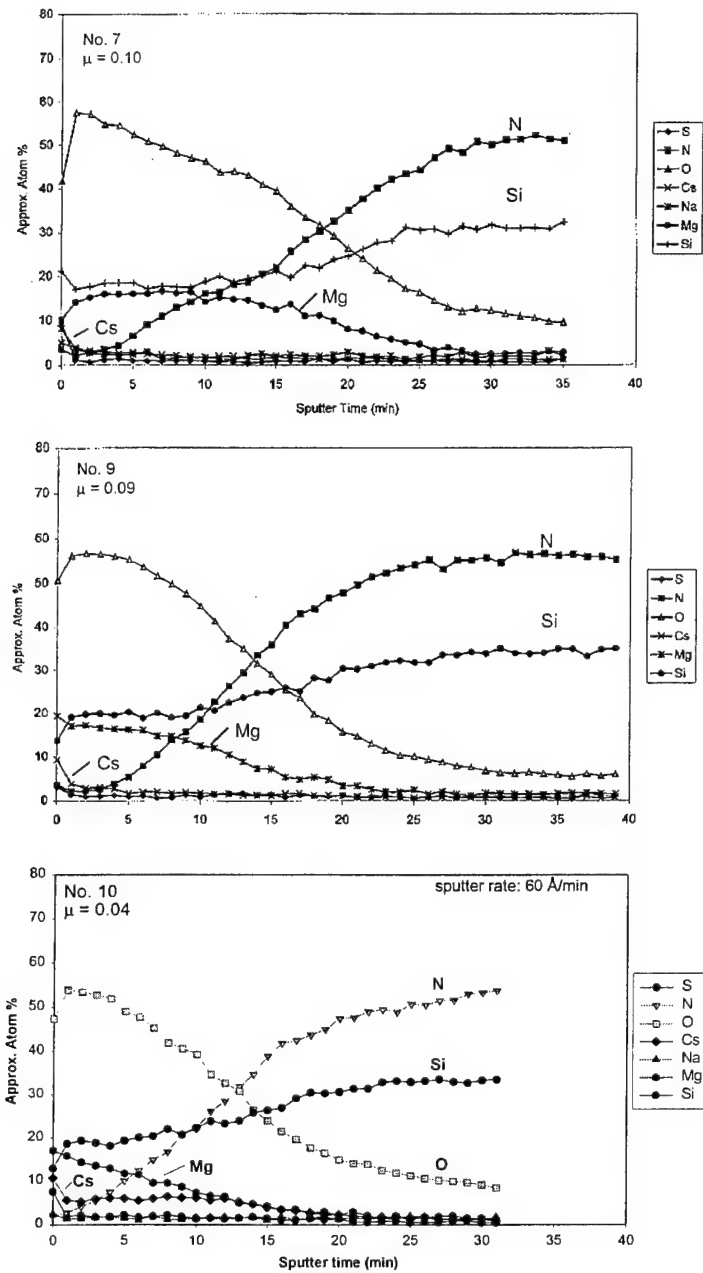 No. 7
μ = 0.10
80
70
60
50
40
30
20
10
0
Approx. Atom %
N
Si
Mg
Cs
0 5 10 15 20 25 30 35 40
Sputter Time (min)
S
N
O
Cs
Na
Mg
Si
No. 9
μ = 0.09
80
70
60
50
40
30
20
10
0
Approx. Atom %
N
Si
Mg
Cs
0 5 10 15 20 25 30 35 40
S
N
O
Cs
Mg
Si
No. 10
μ = 0.04
sputter rate: 60 Å/min
80
70
60
50
40
30
20
10
0
Approx. Atom %
N
Si
Mg
Cs
O
0 5 10 15 20 25 30 35 40
Sputter time (min)
S
N
O
Cs
Na
Mg
Si